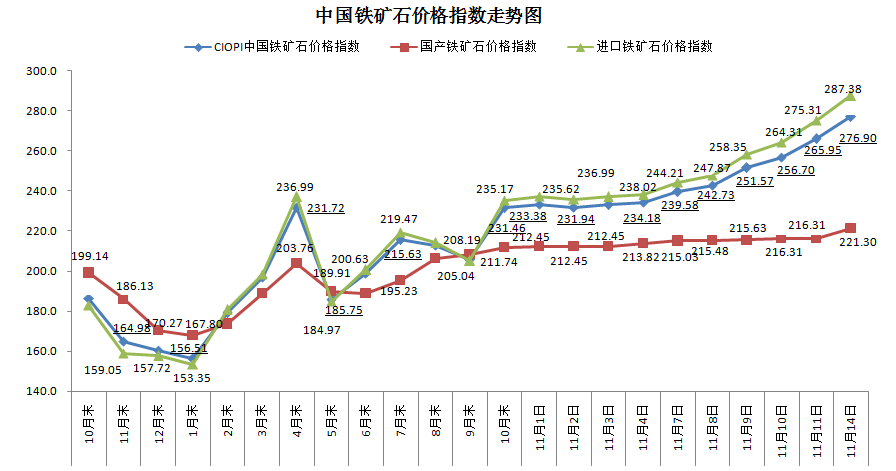 中国铁矿石价格指数走势图
CIOPI中国铁矿石价格指数 国产铁矿石价格指数 进口铁矿石价格指数
300.0
280.0
260.0
240.0
220.0
200.0
180.0
160.0
140.0
199.14
186.13
164.98
170.27
167.80
156.51
159.05
157.72
153.35
236.99
231.72
203.76
189.91
185.75
184.97
200.63
219.47
215.63
195.23
208.19
205.04
235.17
231.46
211.74
235.62
233.38
212.45
231.94
212.45
236.99
212.45
238.02
234.18
213.82
244.21
239.58
215.03
247.87
242.73
215.48
258.35
251.57
215.63
264.31
256.70
216.31
275.31
265.95
216.31
287.38
276.90
221.30
10月末
11月末
12月末
1月末
2月末
3月末
4月末
5月末
6月末
7月末
8月末
9月末
10月末
11月1日
11月2日
11月3日
11月4日
11月7日
11月8日
11月9日
11月10日
11月11日
11月14日